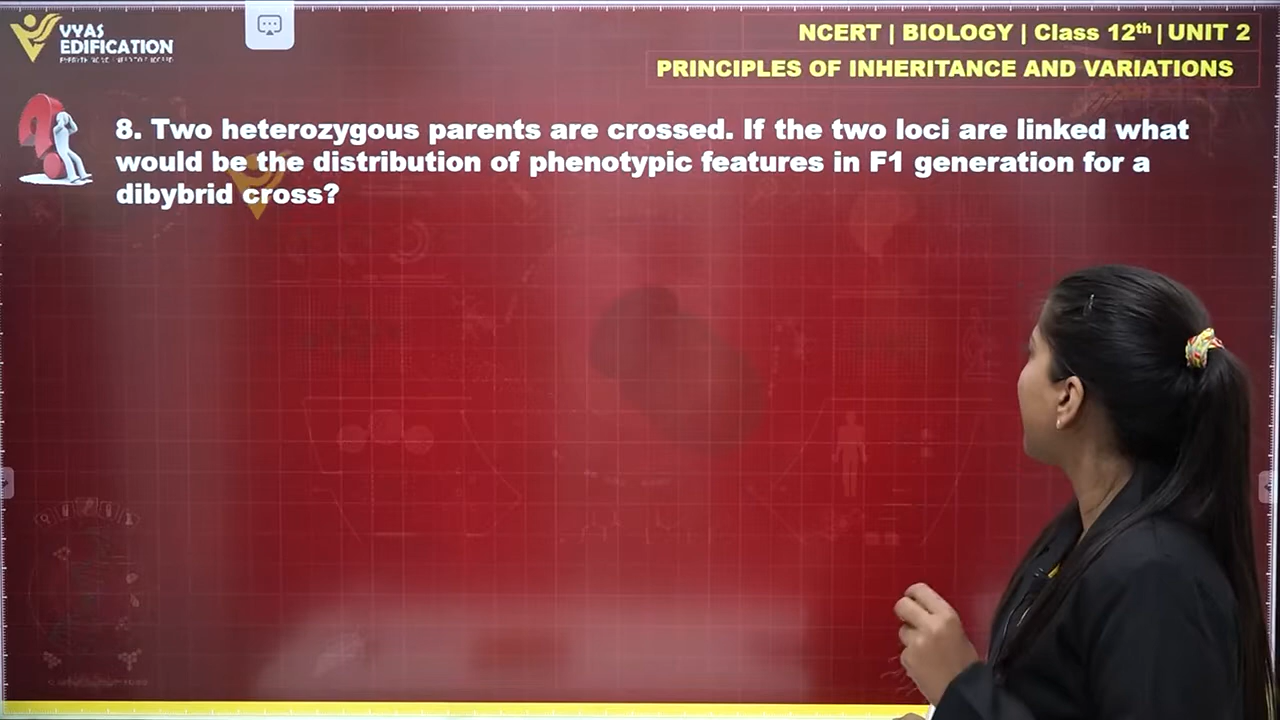 VYAS
EDIFICATION
NCERT | BIOLOGY | Class 12th | UNIT 2
PRINCIPLES OF INHERITANCE AND VARIATIONS
8. Two heterozygous parents are crossed. If the two loci are linked what
would be the distribution of phenotypic features in F1 generation for a
dibybrid cross?